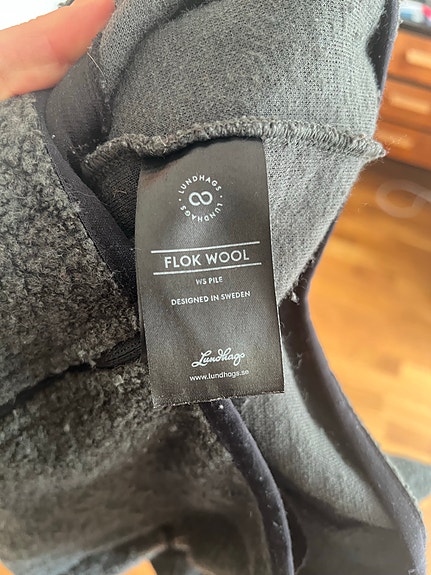 LUNDHAGS
LUNDHAGS
FLOK WOOL
WS PILE
DESIGNED IN SWEDEN
Lundhags
www.lundhags.se